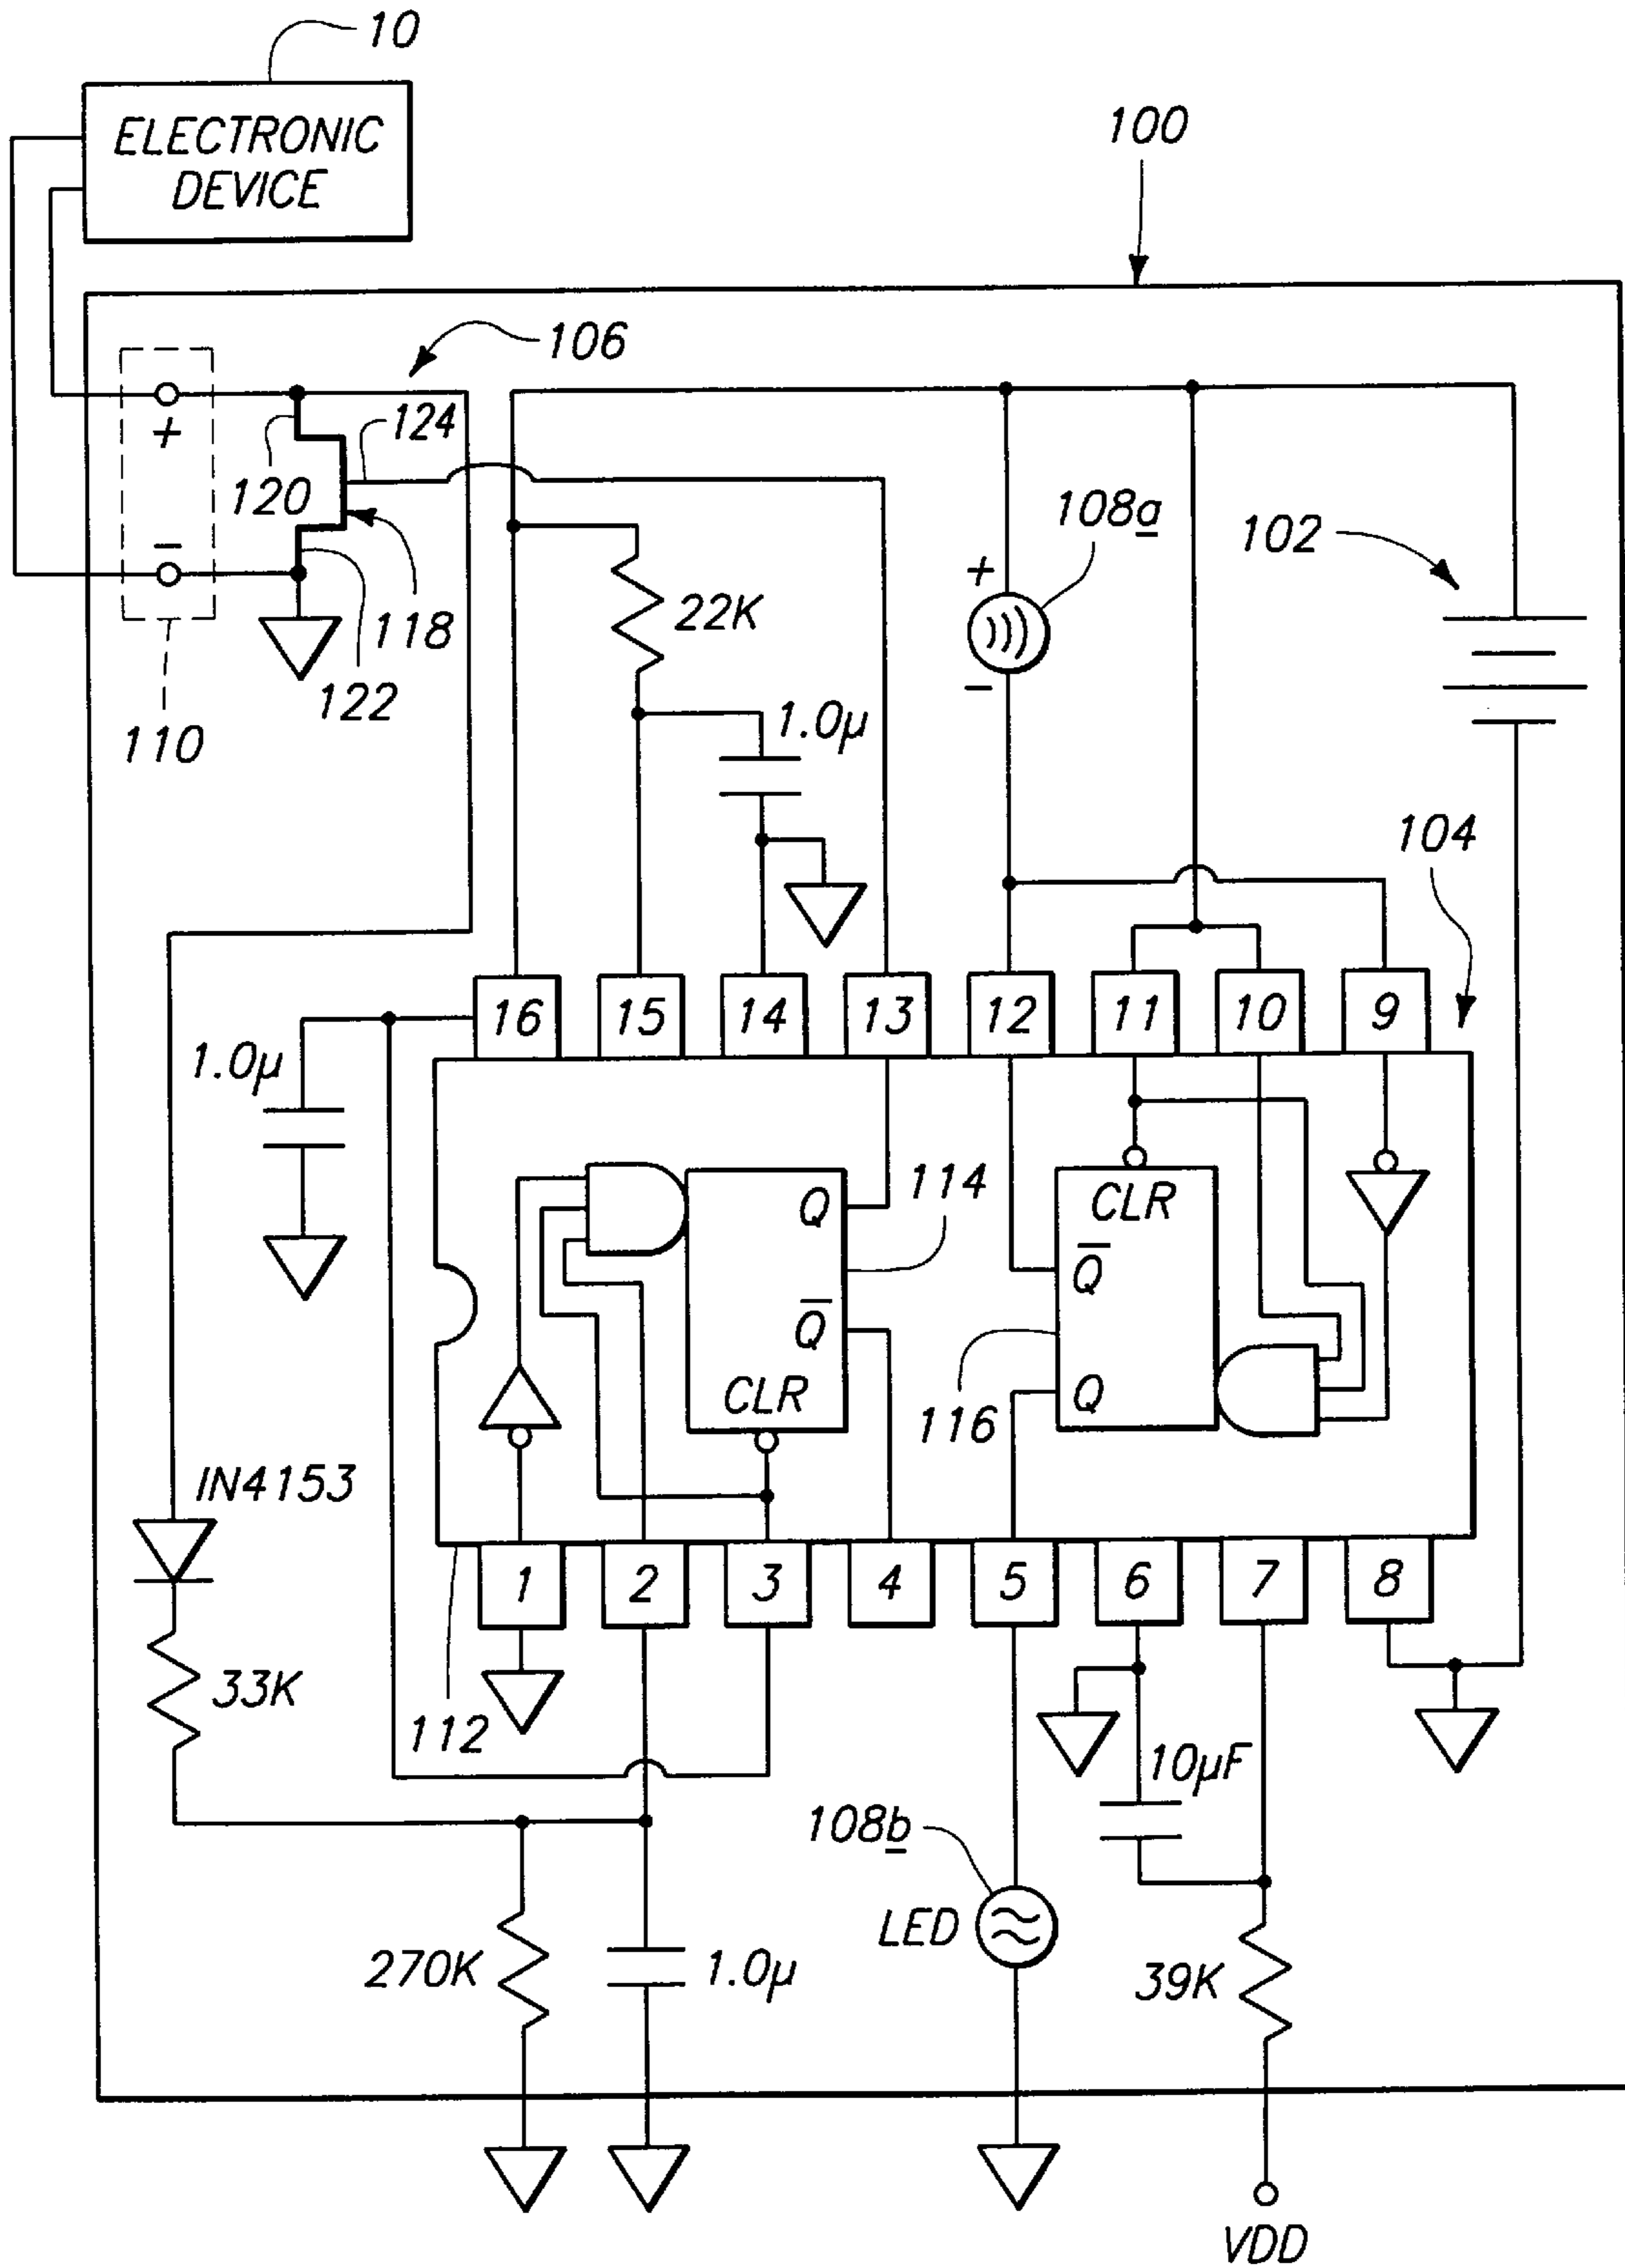 10
ELECTRONIC
DEVICE
100
106
+
124
120
−
118
122
110
22K
1.0µ
108a
+
−
102
104
16
15
14
13
12
11
10
9
1.0µ
Q
114
Q̅
CLR
CLR
Q̅
116
Q
IN4153
1
2
3
4
5
6
7
8
33K
112
10µF
108b
LED
270K
1.0µ
39K
VDD